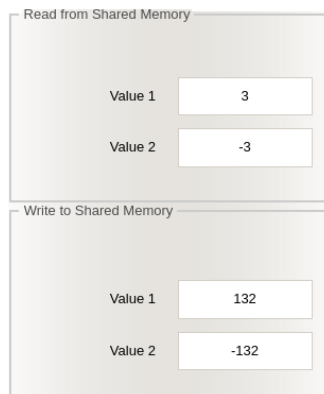 Read from Shared Memory
Value 1 3
Value 2 -3
Write to Shared Memory
Value 1 132
Value 2 -132